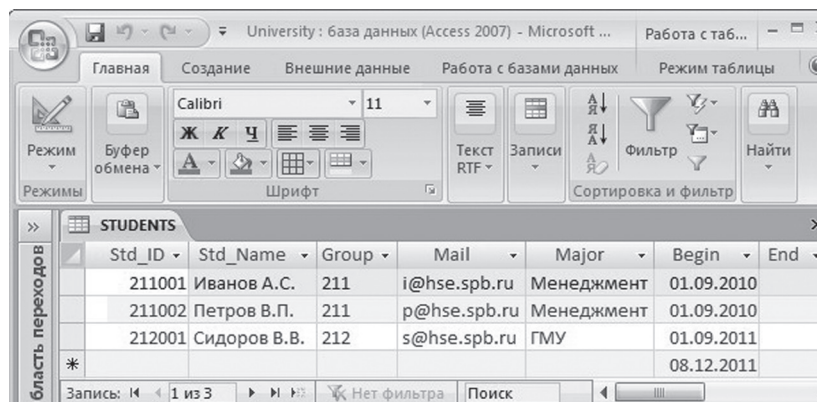 University : база данных (Access 2007) - Microsoft ... Работа с таб...
Главная Создание Внешние данные Работа с базами данных Режим таблицы
Calibri 11
Ж К Ч
Режим Буфер обмена А Текст RTF Записи Фильтр Найти
Режимы Шрифт Сортировка и фильтр
STUDENTS
Std_ID Std_Name Group Mail Major Begin End
211001 Иванов А.С. 211 i@hse.spb.ru Менеджмент 01.09.2010
211002 Петров В.П. 211 p@hse.spb.ru Менеджмент 01.09.2010
212001 Сидоров В.В. 212 s@hse.spb.ru ГМУ 01.09.2011
* 08.12.2011
Запись: 1 из 3 Нет фильтра Поиск
бласть переходов